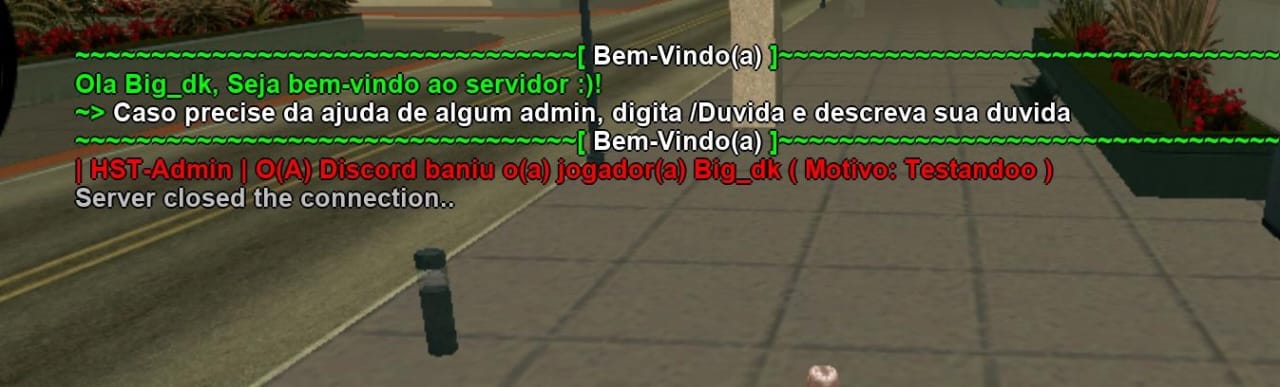 ~~~~~~~~~~~~~~~~~~~~~~~~~~~~~~~~~[ Bem-Vindo(a) ]~~~~~~~~~~~~~~~~~~~~~~~~~~~~~~~~~
Ola Big_dk, Seja bem-vindo ao servidor :)!
~> Caso precise da ajuda de algum admin, digita /Duvida e descreva sua duvida
~~~~~~~~~~~~~~~~~~~~~~~~~~~~~~~~~[ Bem-Vindo(a) ]~~~~~~~~~~~~~~~~~~~~~~~~~~~~~~~~~
| HST-Admin | O(A) Discord baniu o(a) jogador(a) Big_dk ( Motivo: Testandoo )
Server closed the connection..